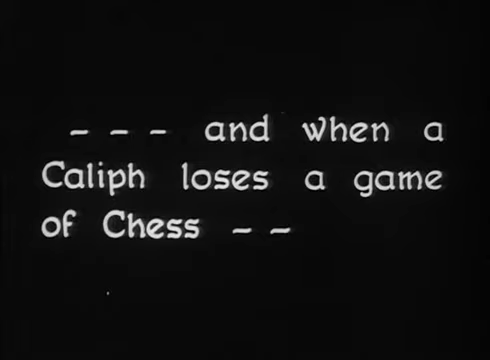 – – – and when a
Caliph loses a game
of Chess – –